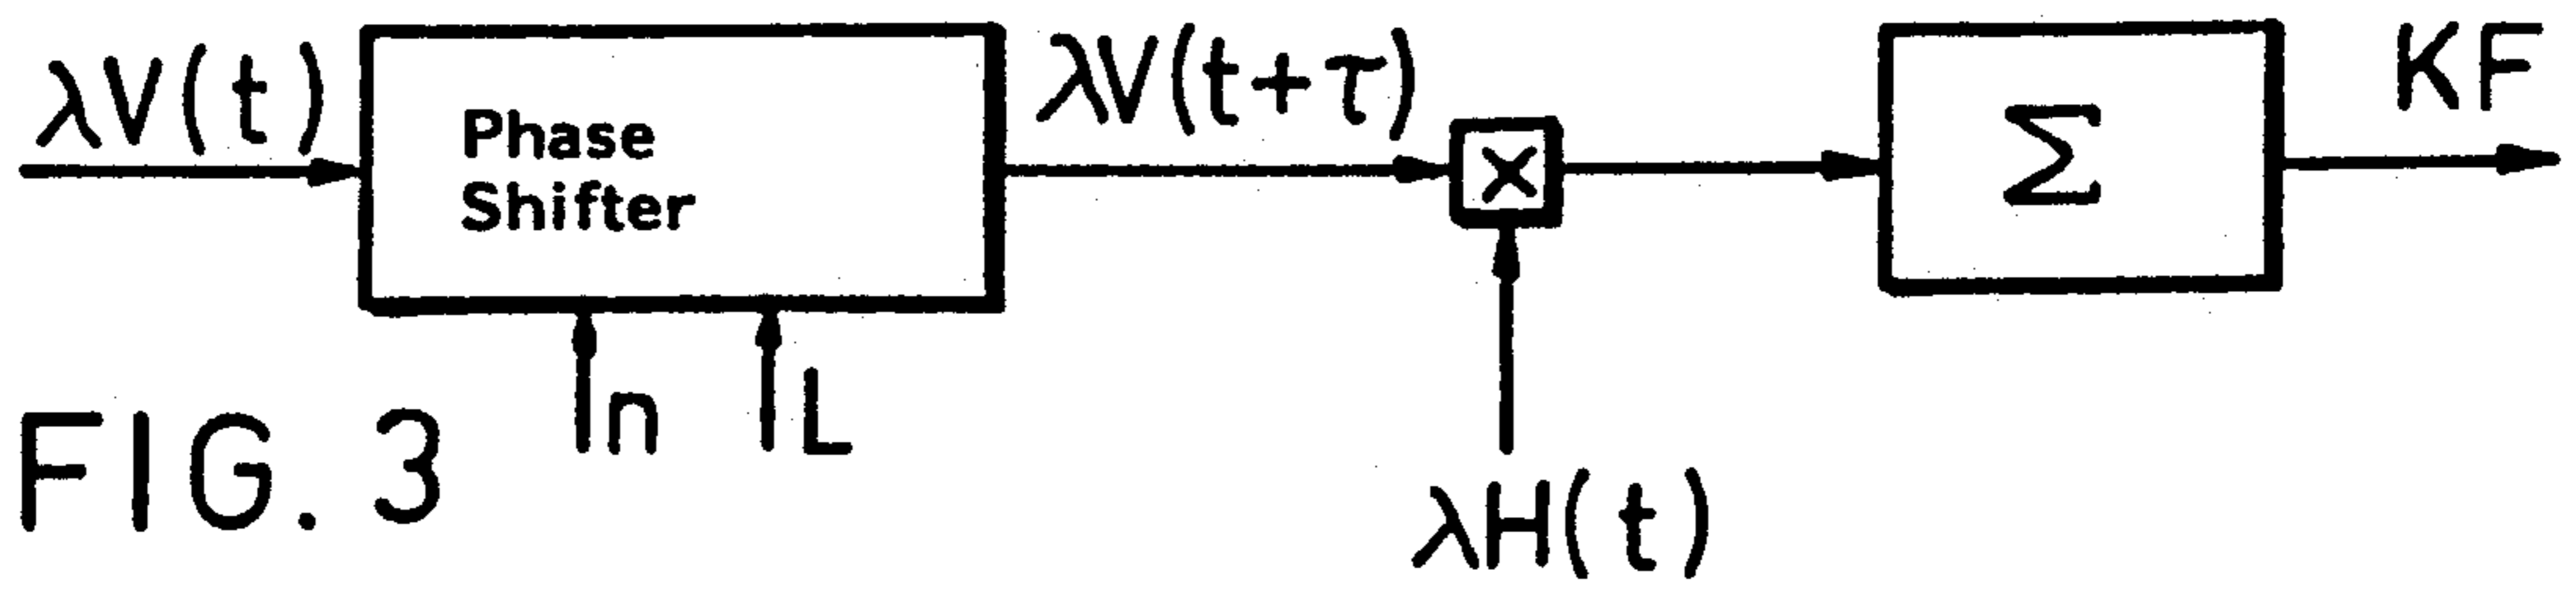 λV(t)
Phase
Shifter
λV(t+τ)
×
Σ
KF
n
L
λH(t)
FIG. 3